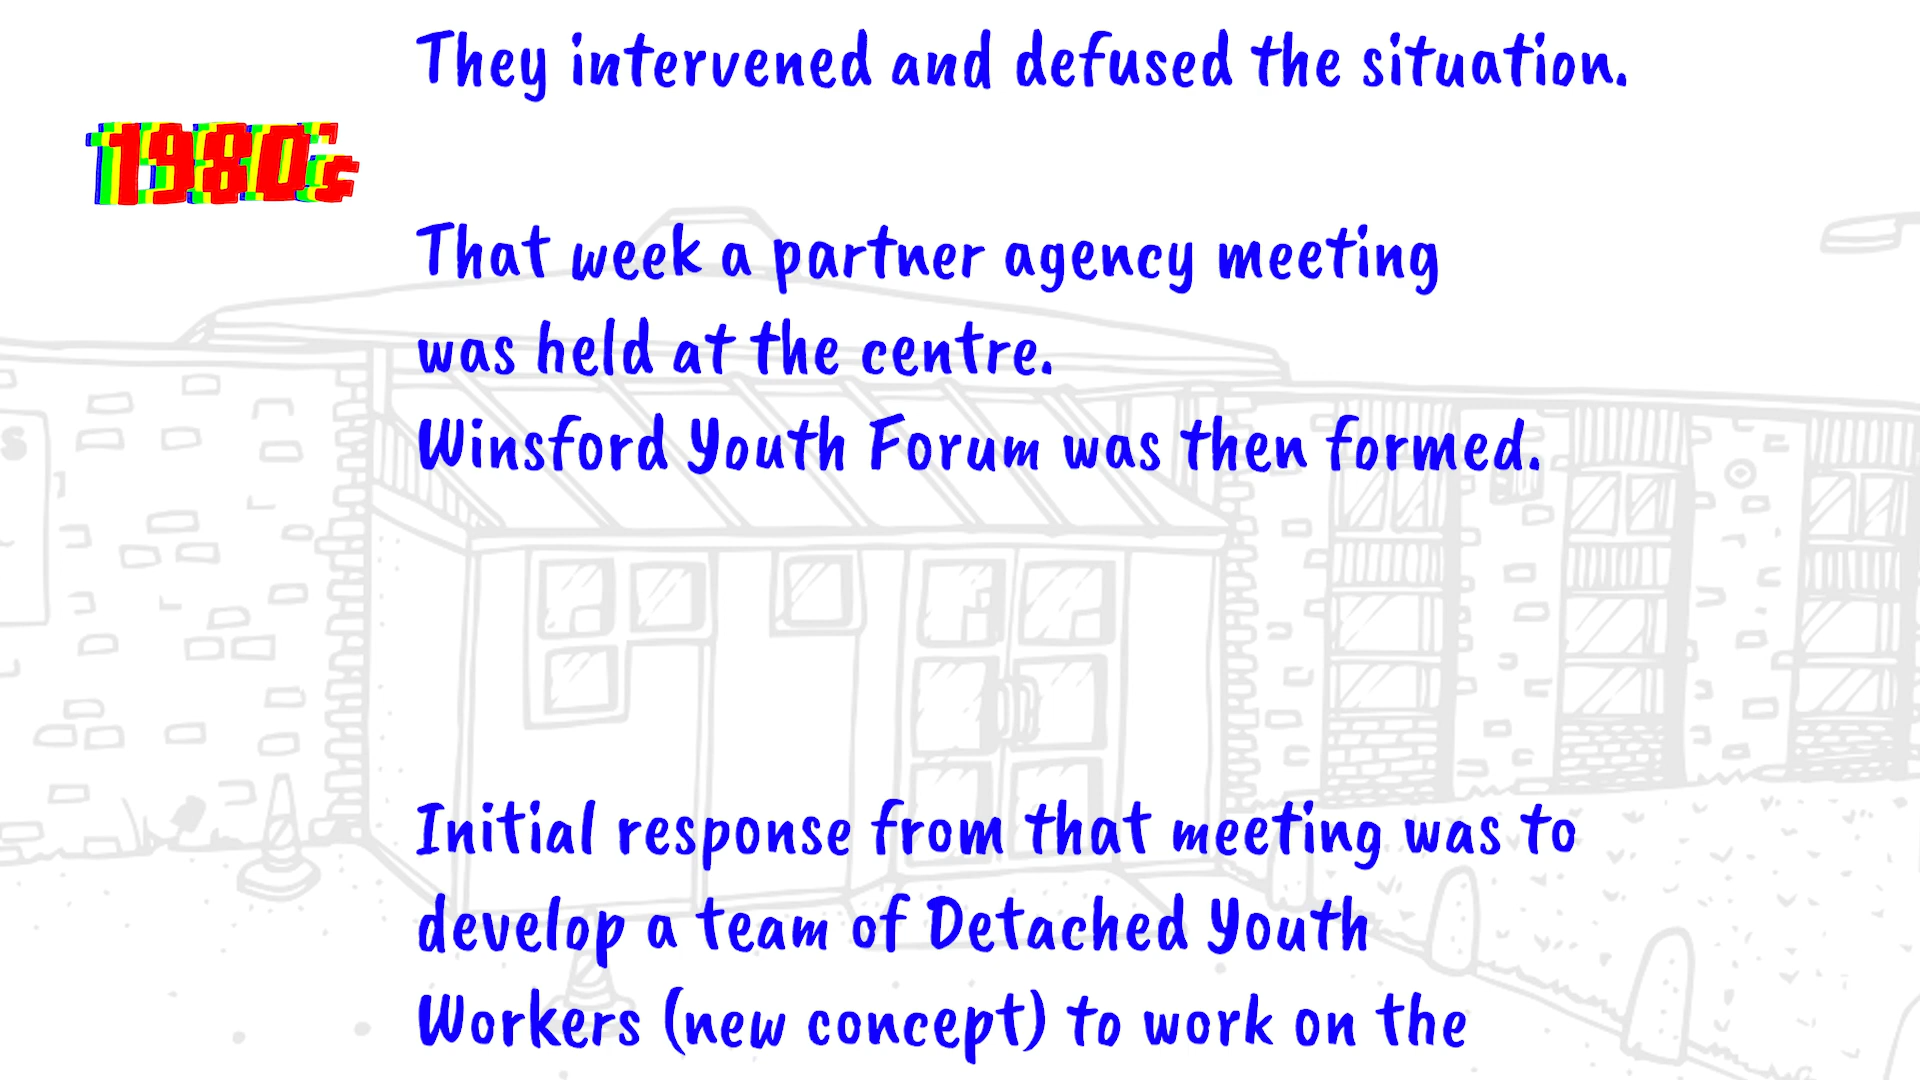 They intervened and defused the situation.
1980's
That week a partner agency meeting
was held at the centre.
Winsford Youth Forum was then formed.
S
Initial response from that meeting was to
develop a team of Detached Youth
Workers (new concept) to work on the